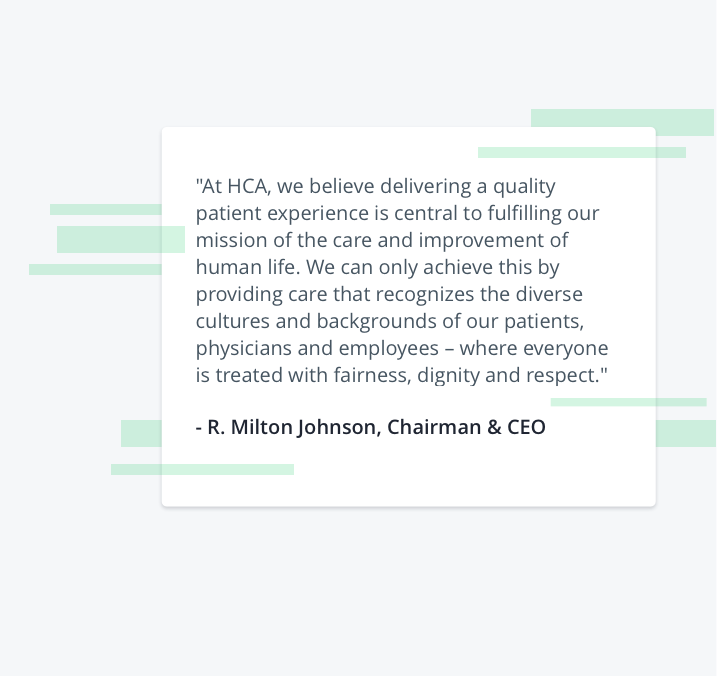 "At HCA, we believe delivering a quality
patient experience is central to fulfilling our
mission of the care and improvement of
human life. We can only achieve this by
providing care that recognizes the diverse
cultures and backgrounds of our patients,
physicians and employees – where everyone
is treated with fairness, dignity and respect."
- R. Milton Johnson, Chairman & CEO